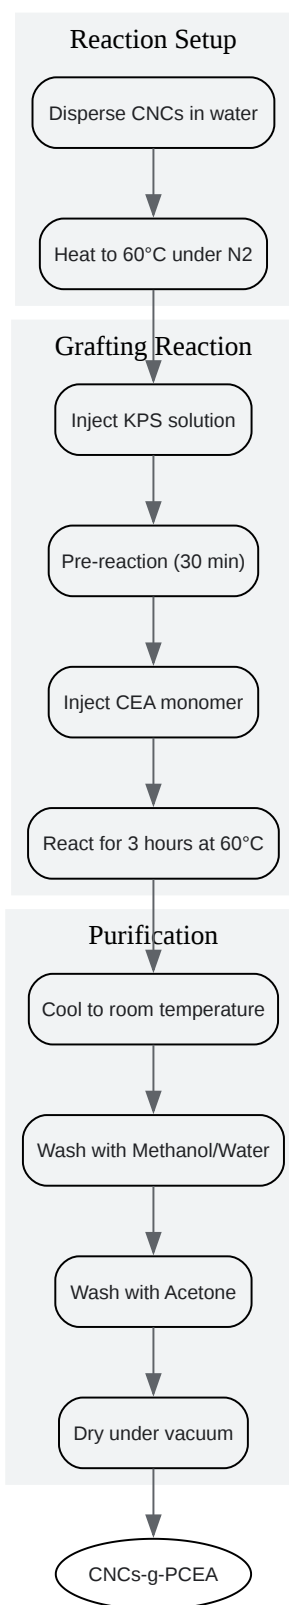 Reaction Setup
Disperse CNCs in water
Heat to 60°C under N2
Grafting Reaction
Inject KPS solution
Pre-reaction (30 min)
Inject CEA monomer
React for 3 hours at 60°C
Purification
Cool to room temperature
Wash with Methanol/Water
Wash with Acetone
Dry under vacuum
CNCs-g-PCEA